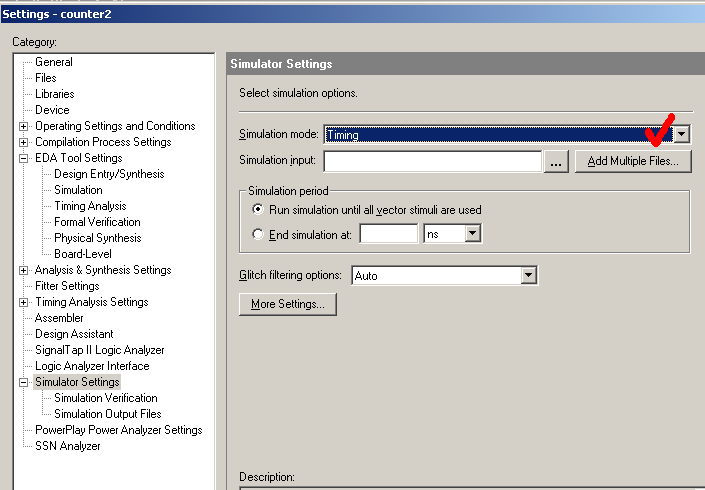 Settings - counter2
Category:
General
Files
Libraries
Device
Operating Settings and Conditions
Compilation Process Settings
EDA Tool Settings
Design Entry/Synthesis
Simulation
Timing Analysis
Formal Verification
Physical Synthesis
Board-Level
Analysis & Synthesis Settings
Fitter Settings
Timing Analysis Settings
Assembler
Design Assistant
SignalTap II Logic Analyzer
Logic Analyzer Interface
Simulator Settings
Simulation Verification
Simulation Output Files
PowerPlay Power Analyzer Settings
SSN Analyzer
Simulator Settings
Select simulation options.
Simulation mode: Timing
Simulation input: ... Add Multiple Files...
Simulation period
Run simulation until all vector stimuli are used
End simulation at: ns
Glitch filtering options: Auto
More Settings...
Description: